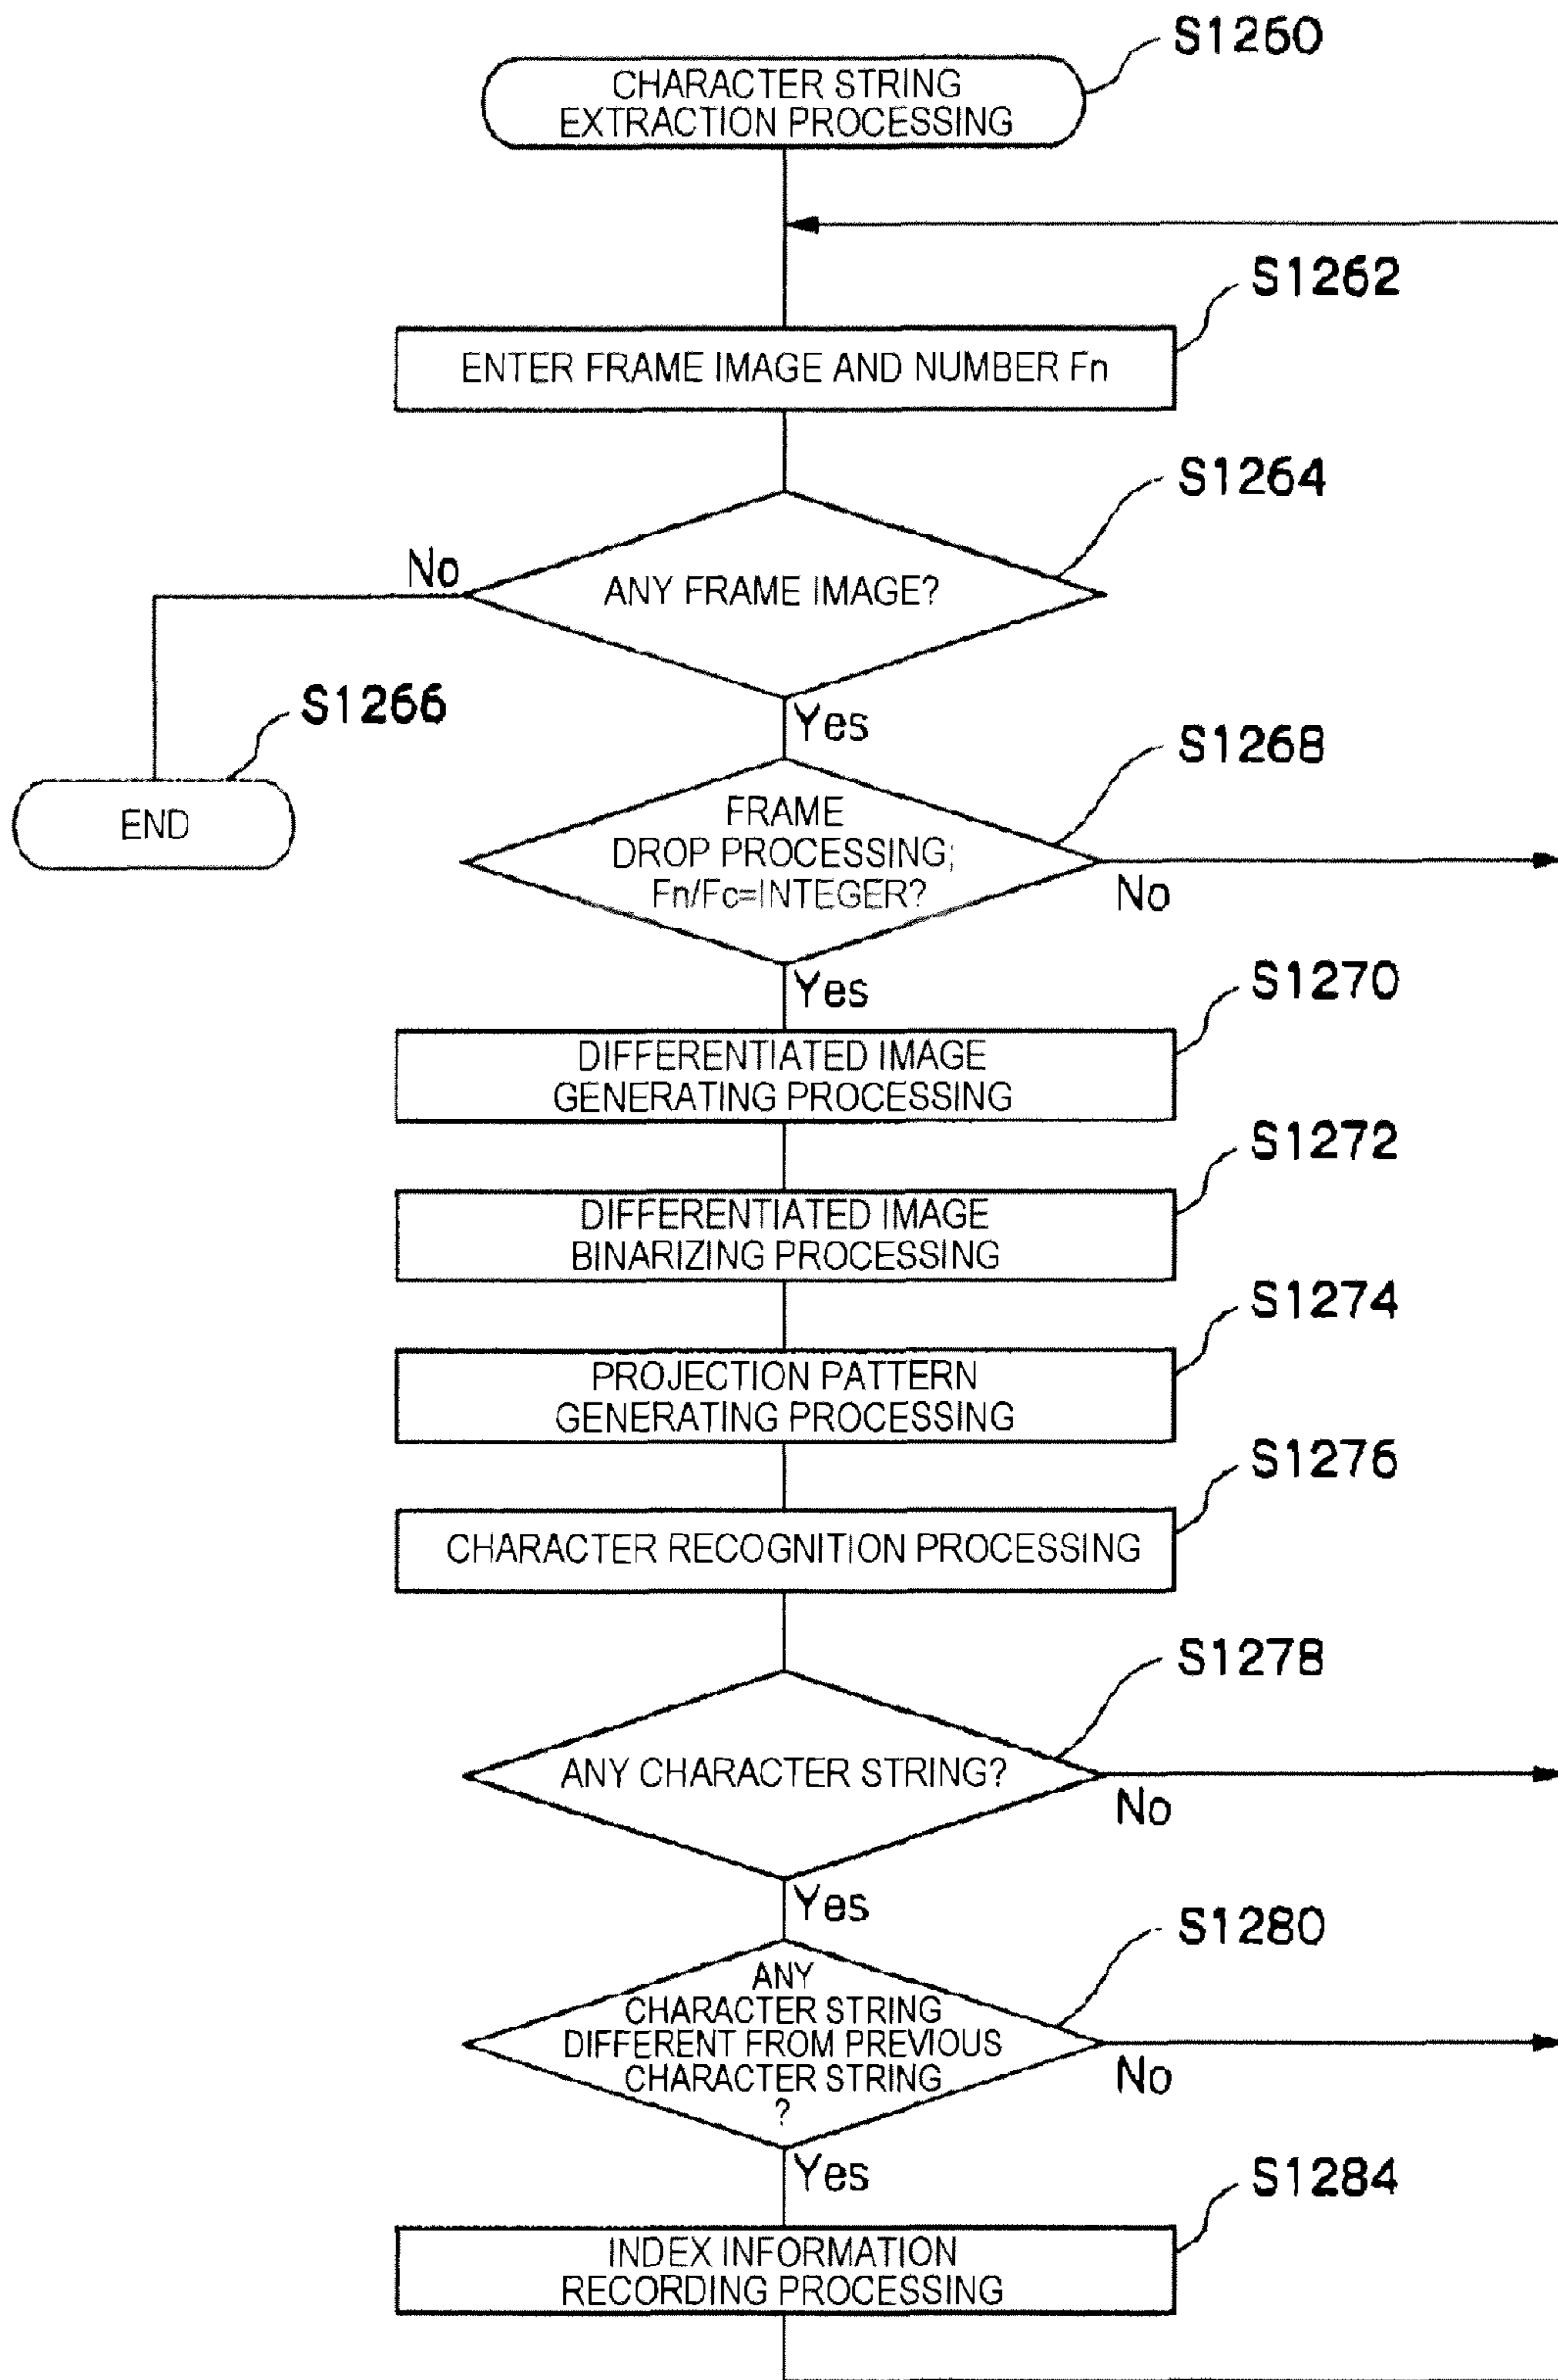 S1260
CHARACTER STRING
EXTRACTION PROCESSING
S1262
ENTER FRAME IMAGE AND NUMBER Fn
S1264
No
ANY FRAME IMAGE?
S1266
Yes
S1268
END
FRAME
DROP PROCESSING;
Fn/Fc=INTEGER?
No
Yes
S1270
DIFFERENTIATED IMAGE
GENERATING PROCESSING
S1272
DIFFERENTIATED IMAGE
BINARIZING PROCESSING
S1274
PROJECTION PATTERN
GENERATING PROCESSING
S1276
CHARACTER RECOGNITION PROCESSING
S1278
ANY CHARACTER STRING?
No
Yes
S1280
ANY
CHARACTER STRING
DIFFERENT FROM PREVIOUS
CHARACTER STRING
?
No
Yes
S1284
INDEX INFORMATION
RECORDING PROCESSING